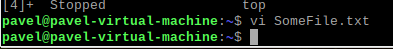 [4]+  Stopped                 top
pavel@pavel-virtual-machine:~$ vi SomeFile.txt
pavel@pavel-virtual-machine:~$